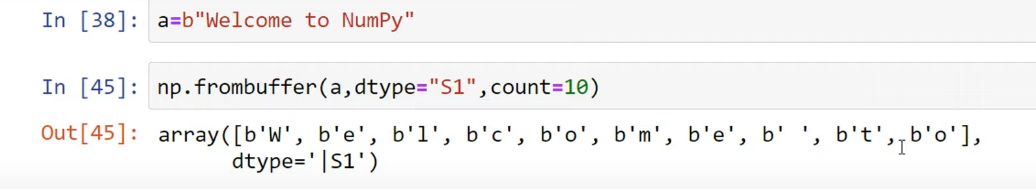 In [38]: a=b"Welcome to NumPy"
In [45]: np.frombuffer(a,dtype="S1",count=10)
Out[45]: array([b'W', b'e', b'l', b'c', b'o', b'm', b'e', b' ', b't', b'o'],
dtype='|S1')